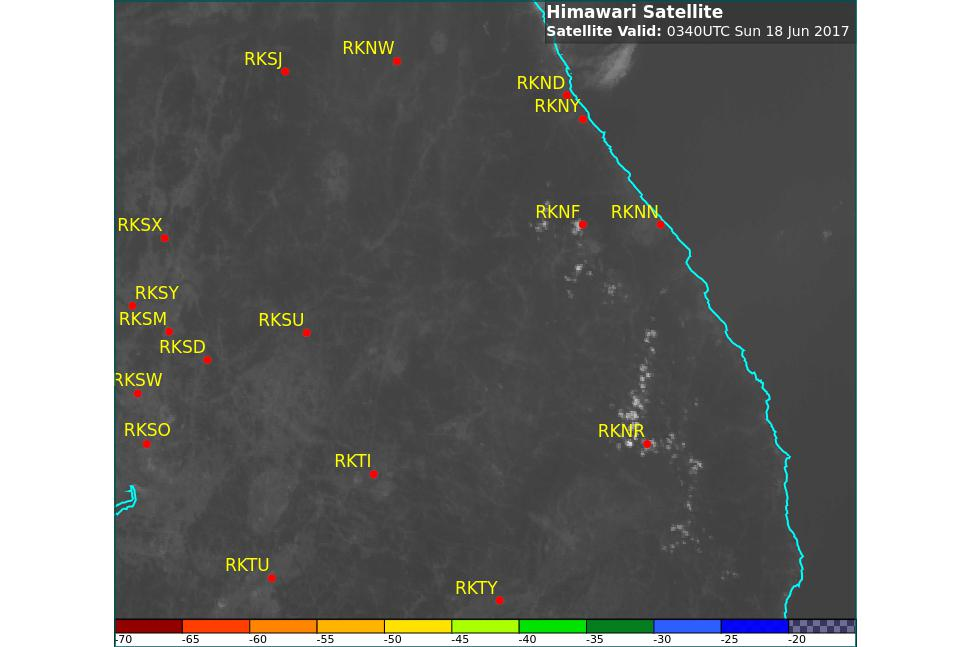 Himawari Satellite
Satellite Valid: 0340UTC Sun 18 Jun 2017
RKNW
RKSJ
RKND
RKNY
RKNF RKNN
RKSX
RKSY
RKSM
RKSU
RKSD
RKSW
RKSO
RKNR
RKTI
RKTU
RKTY
-70 -65 -60 -55 -50 -45 -40 -35 -30 -25 -20